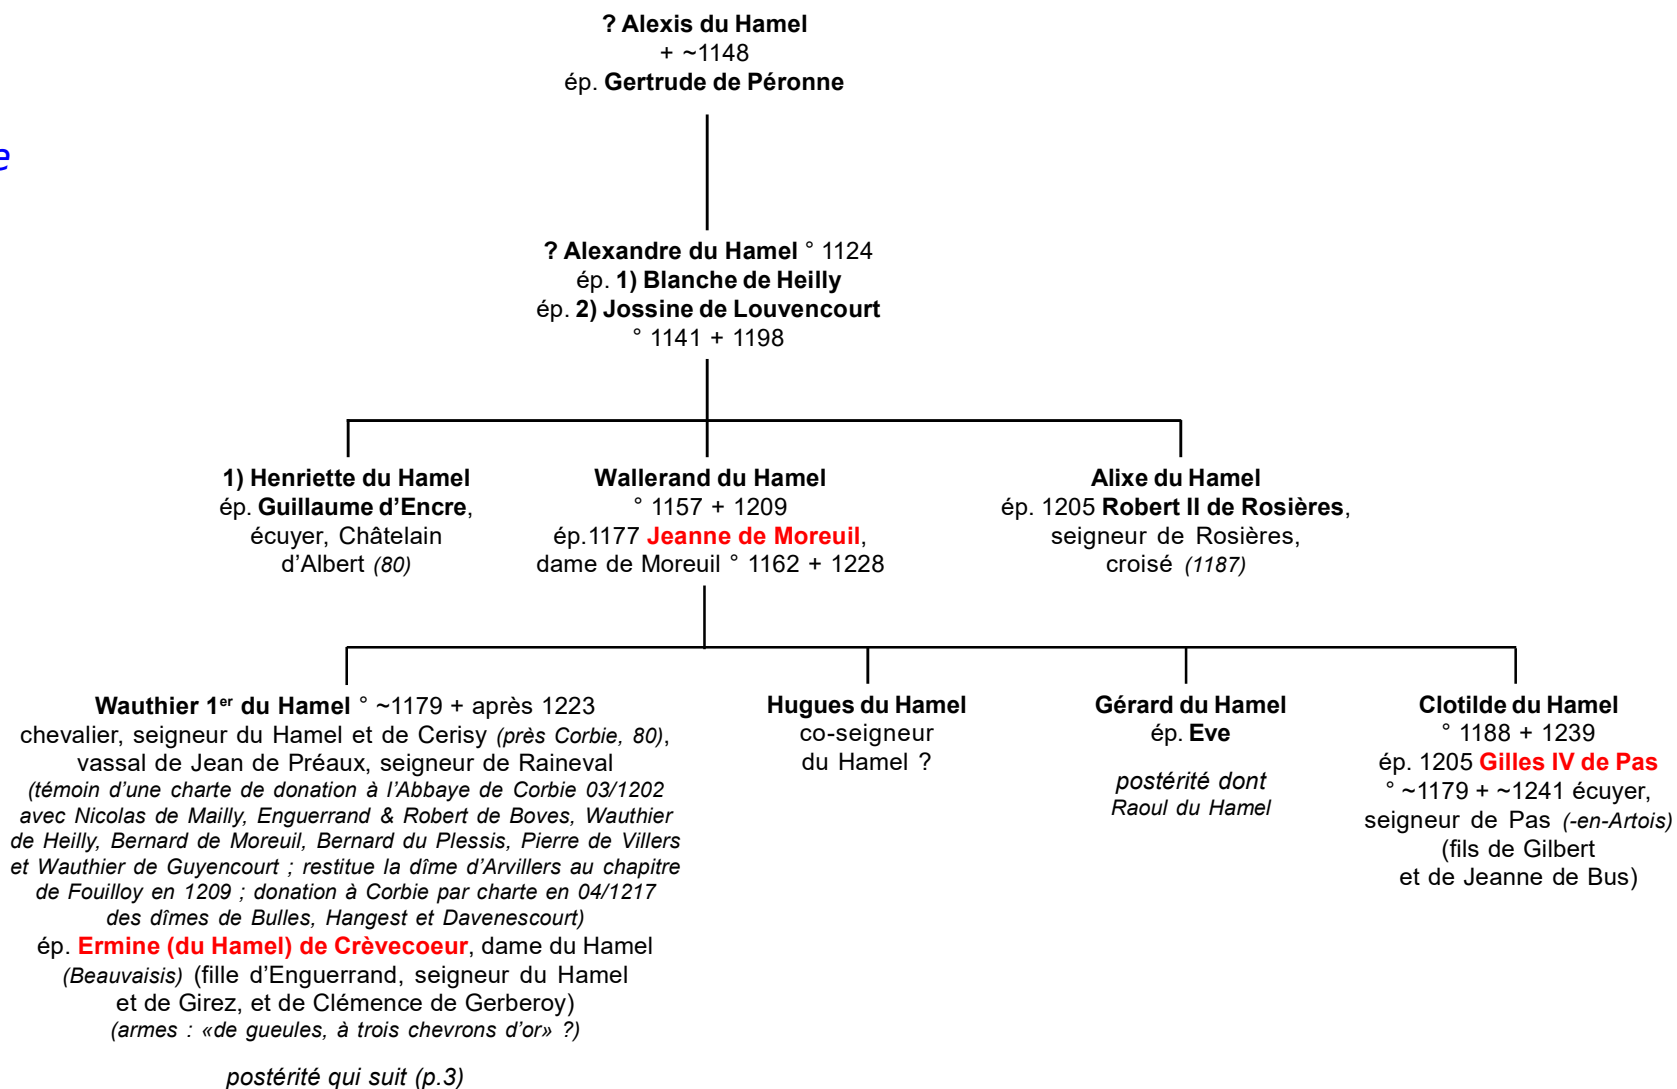 ? Alexis du Hamel
+ ~1148
ép. Gertrude de Péronne
e
? Alexandre du Hamel ° 1124
ép. 1) Blanche de Heilly
ép. 2) Jossine de Louvencourt
° 1141 + 1198
1) Henriette du Hamel
ép. Guillaume d’Encre,
écuyer, Châtelain
d’Albert (80)
Wallerand du Hamel
° 1157 + 1209
ép.1177 Jeanne de Moreuil,
dame de Moreuil ° 1162 + 1228
Alixe du Hamel
ép. 1205 Robert II de Rosières,
seigneur de Rosières,
croisé (1187)
Wauthier 1er du Hamel ° ~1179 + après 1223
chevalier, seigneur du Hamel et de Cerisy (près Corbie, 80),
vassal de Jean de Préaux, seigneur de Raineval
(témoin d’une charte de donation à l’Abbaye de Corbie 03/1202
avec Nicolas de Mailly, Enguerrand & Robert de Boves, Wauthier
de Heilly, Bernard de Moreuil, Bernard du Plessis, Pierre de Villers
et Wauthier de Guyencourt ; restitue la dîme d’Arvillers au chapitre
de Fouilloy en 1209 ; donation à Corbie par charte en 04/1217
des dîmes de Bulles, Hangest et Davenescourt)
ép. Ermine (du Hamel) de Crèvecoeur, dame du Hamel
(Beauvaisis) (fille d’Enguerrand, seigneur du Hamel
et de Girez, et de Clémence de Gerberoy)
(armes : «de gueules, à trois chevrons d’or» ?)
postérité qui suit (p.3)
Hugues du Hamel
co-seigneur
du Hamel ?
Gérard du Hamel
ép. Eve
postérité dont
Raoul du Hamel
Clotilde du Hamel
° 1188 + 1239
ép. 1205 Gilles IV de Pas
° ~1179 + ~1241 écuyer,
seigneur de Pas (-en-Artois)
(fils de Gilbert
et de Jeanne de Bus)